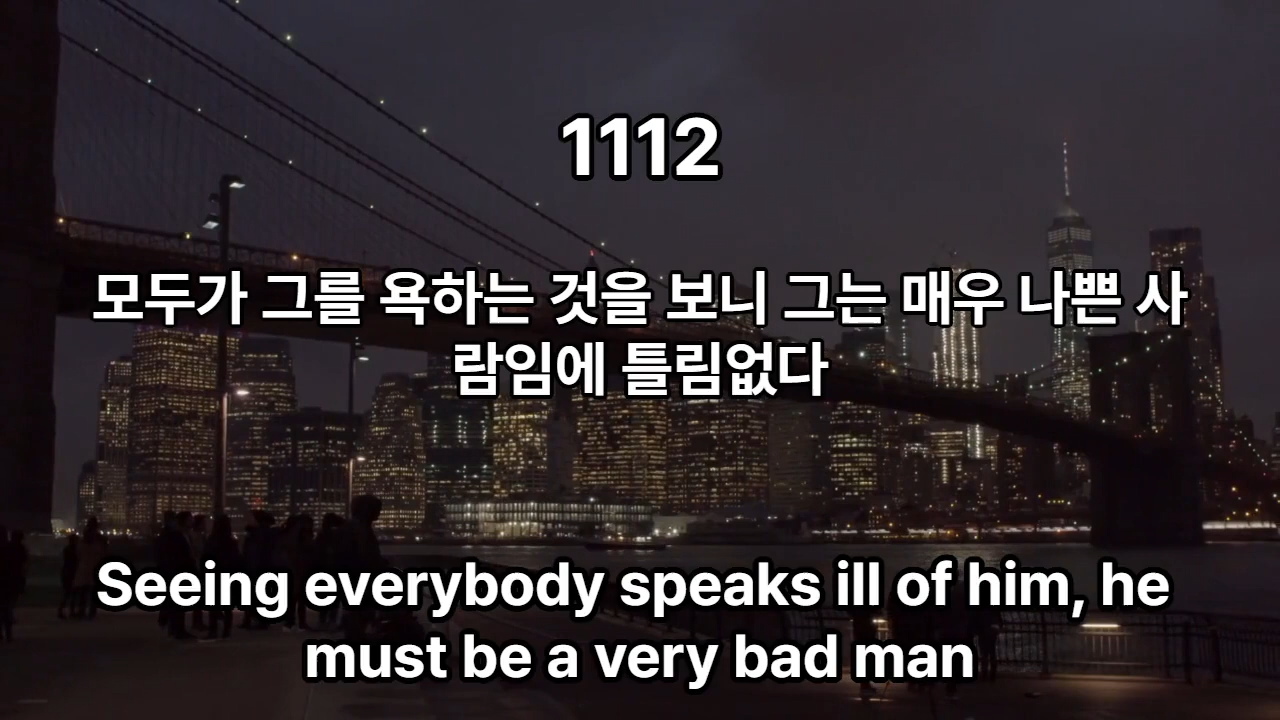 1112
모두가 그를 욕하는 것을 보니 그는 매우 나쁜 사
람임에 틀림없다
Seeing everybody speaks ill of him, he
must be a very bad man